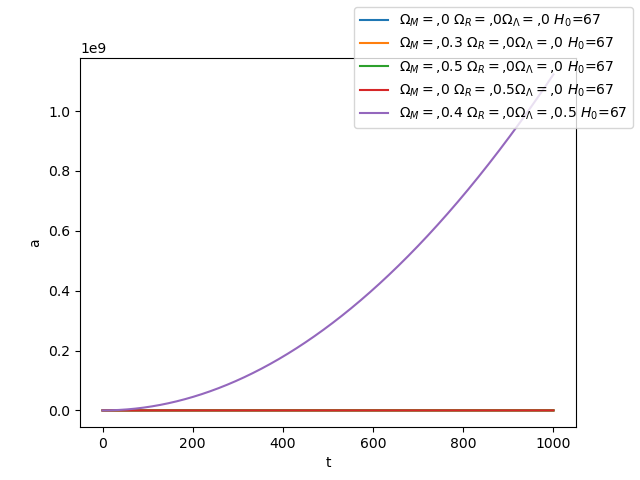 Ω_M =,0 Ω_R =,0Ω_Λ =,0 H_0=67
Ω_M =,0.3 Ω_R =,0Ω_Λ =,0 H_0=67
Ω_M =,0.5 Ω_R =,0Ω_Λ =,0 H_0=67
Ω_M =,0 Ω_R =,0.5Ω_Λ =,0 H_0=67
Ω_M =,0.4 Ω_R =,0Ω_Λ =,0.5 H_0=67
1e9
1.0
0.8
0.6
0.4
0.2
0.0
a
0 200 400 600 800 1000
t